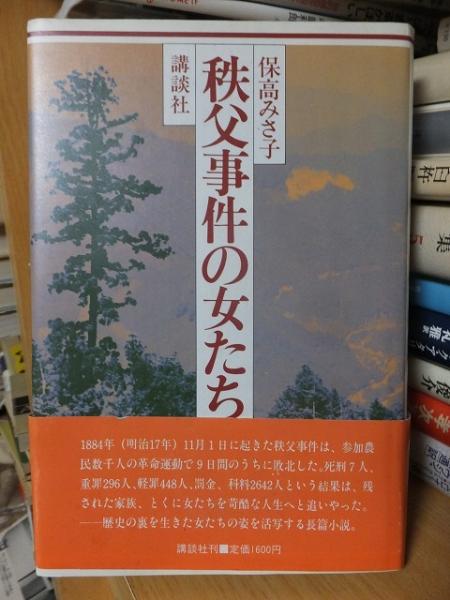 保高みさ子
秩父事件の女たち
講談社
1884年（明治17年）11月1日に起きた秩父事件は、参加農
民数千人の革命運動で9日間のうちに敗北した。死刑7人、
重罪296人、軽罪448人、罰金、科料2642人という結果は、残
された家族、とくに女たちを苛酷な人生へと追いやった。
――歴史の裏を生きた女たちの姿を活写する長篇小説。
講談社刊■定価1600円
白粉
集